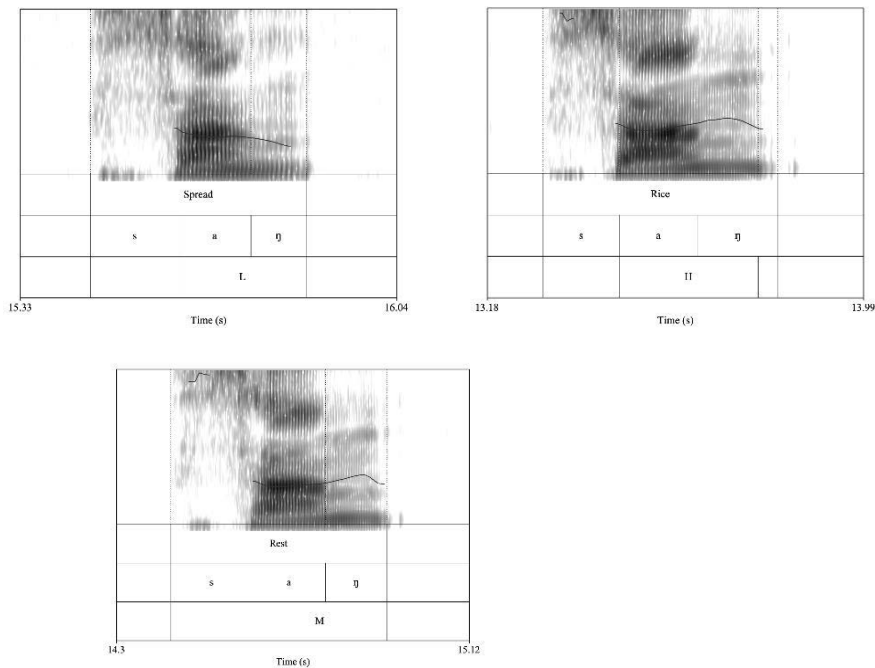 Spread
s a ŋ
L
15.33 16.04
Time (s)
Rice
s a ŋ
H
13.18 13.99
Time (s)
Rest
s a ŋ
M
14.3 15.12
Time (s)